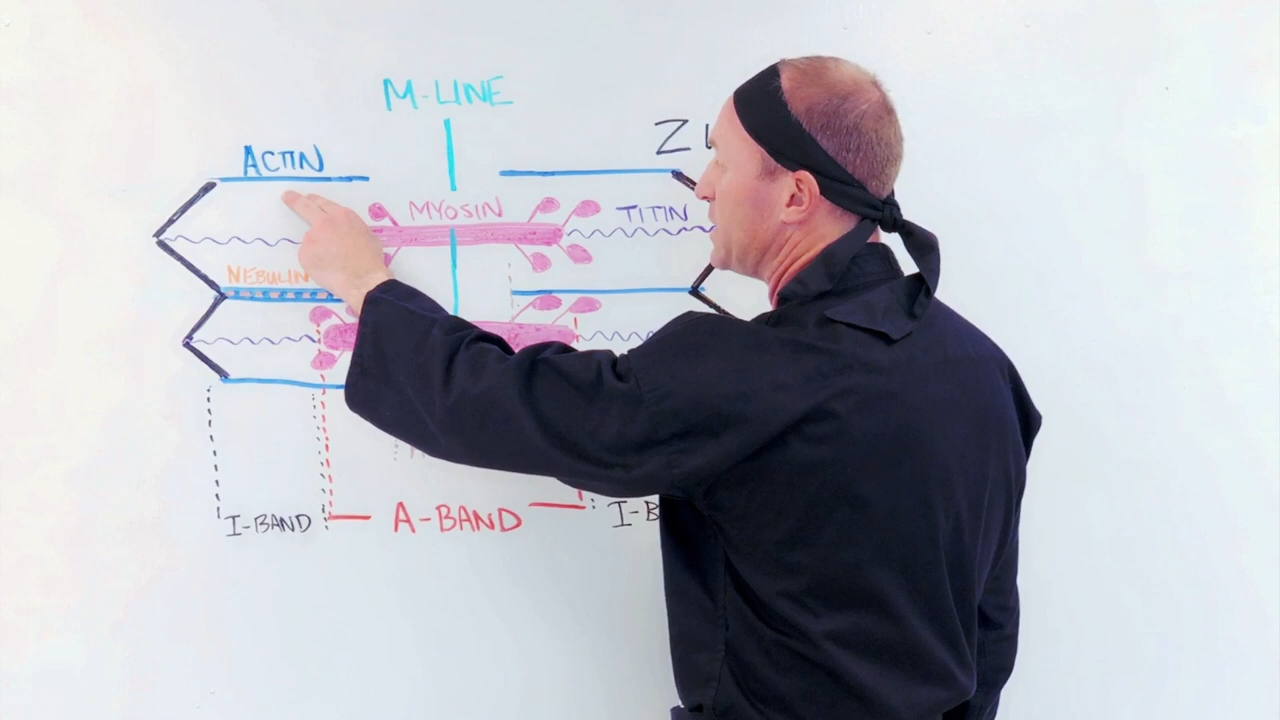 M-LINE
ACTIN
Z
MYOSIN
TITIN
NEBULIN
I-BAND
A-BAND
I-B